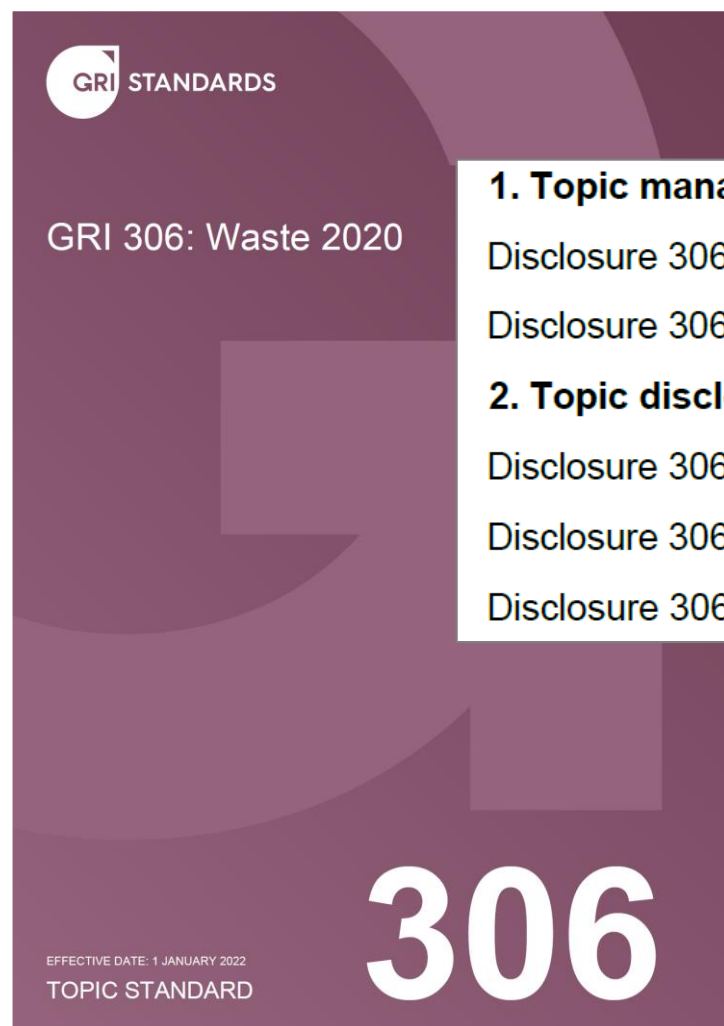 GRI STANDARDS
GRI 306: Waste 2020
1. Topic mana
Disclosure 306
Disclosure 306
2. Topic discl
Disclosure 306
Disclosure 306
Disclosure 306
306
EFFECTIVE DATE: 1 JANUARY 2022
TOPIC STANDARD